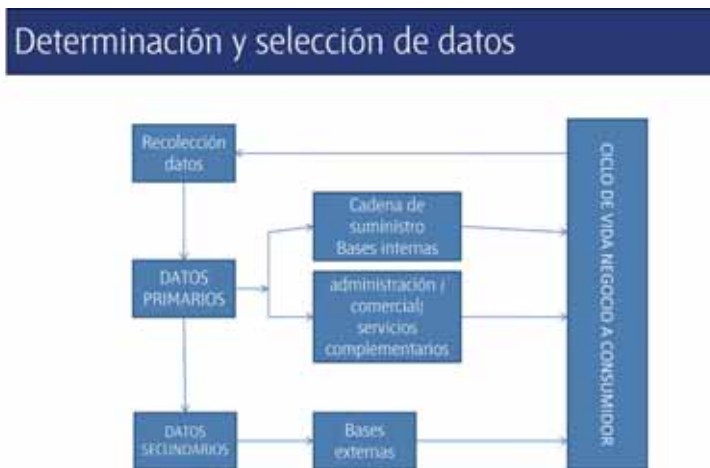 Determinación y selección de datos
Recolección
datos
Cadena de
suministro
Bases internas
DATOS
PRIMARIOS
administración /
comercial/
servicios
complementarios
DATOS
SECUNDARIOS
Bases
externas
CICLO DE VIDA NEGOCIO A CONSUMIDOR